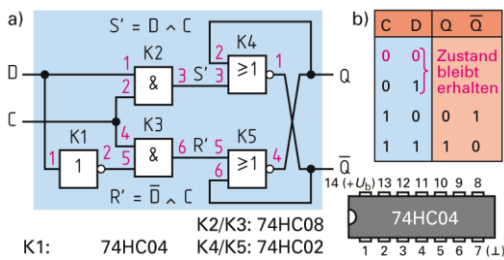 a)
S' = D ∧ C
K2
K4
D
1
2
&
3
S'
2
3
≥1
1
Q
C
K1
K3
K5
1
1
2
4
5
&
6
R'
5
6
≥1
4
Q̅
R' = D̅ ∧ C
K2/K3: 74HC08
K1: 74HC04 K4/K5: 74HC02
b)
C D Q Q̅
0 0 Zustand
0 1 bleibt
erhalten
1 0 0 1
1 1 1 0
14 (+Ub) 13 12 11 10 9 8
74HC04
1 2 3 4 5 6 7 (⊥)